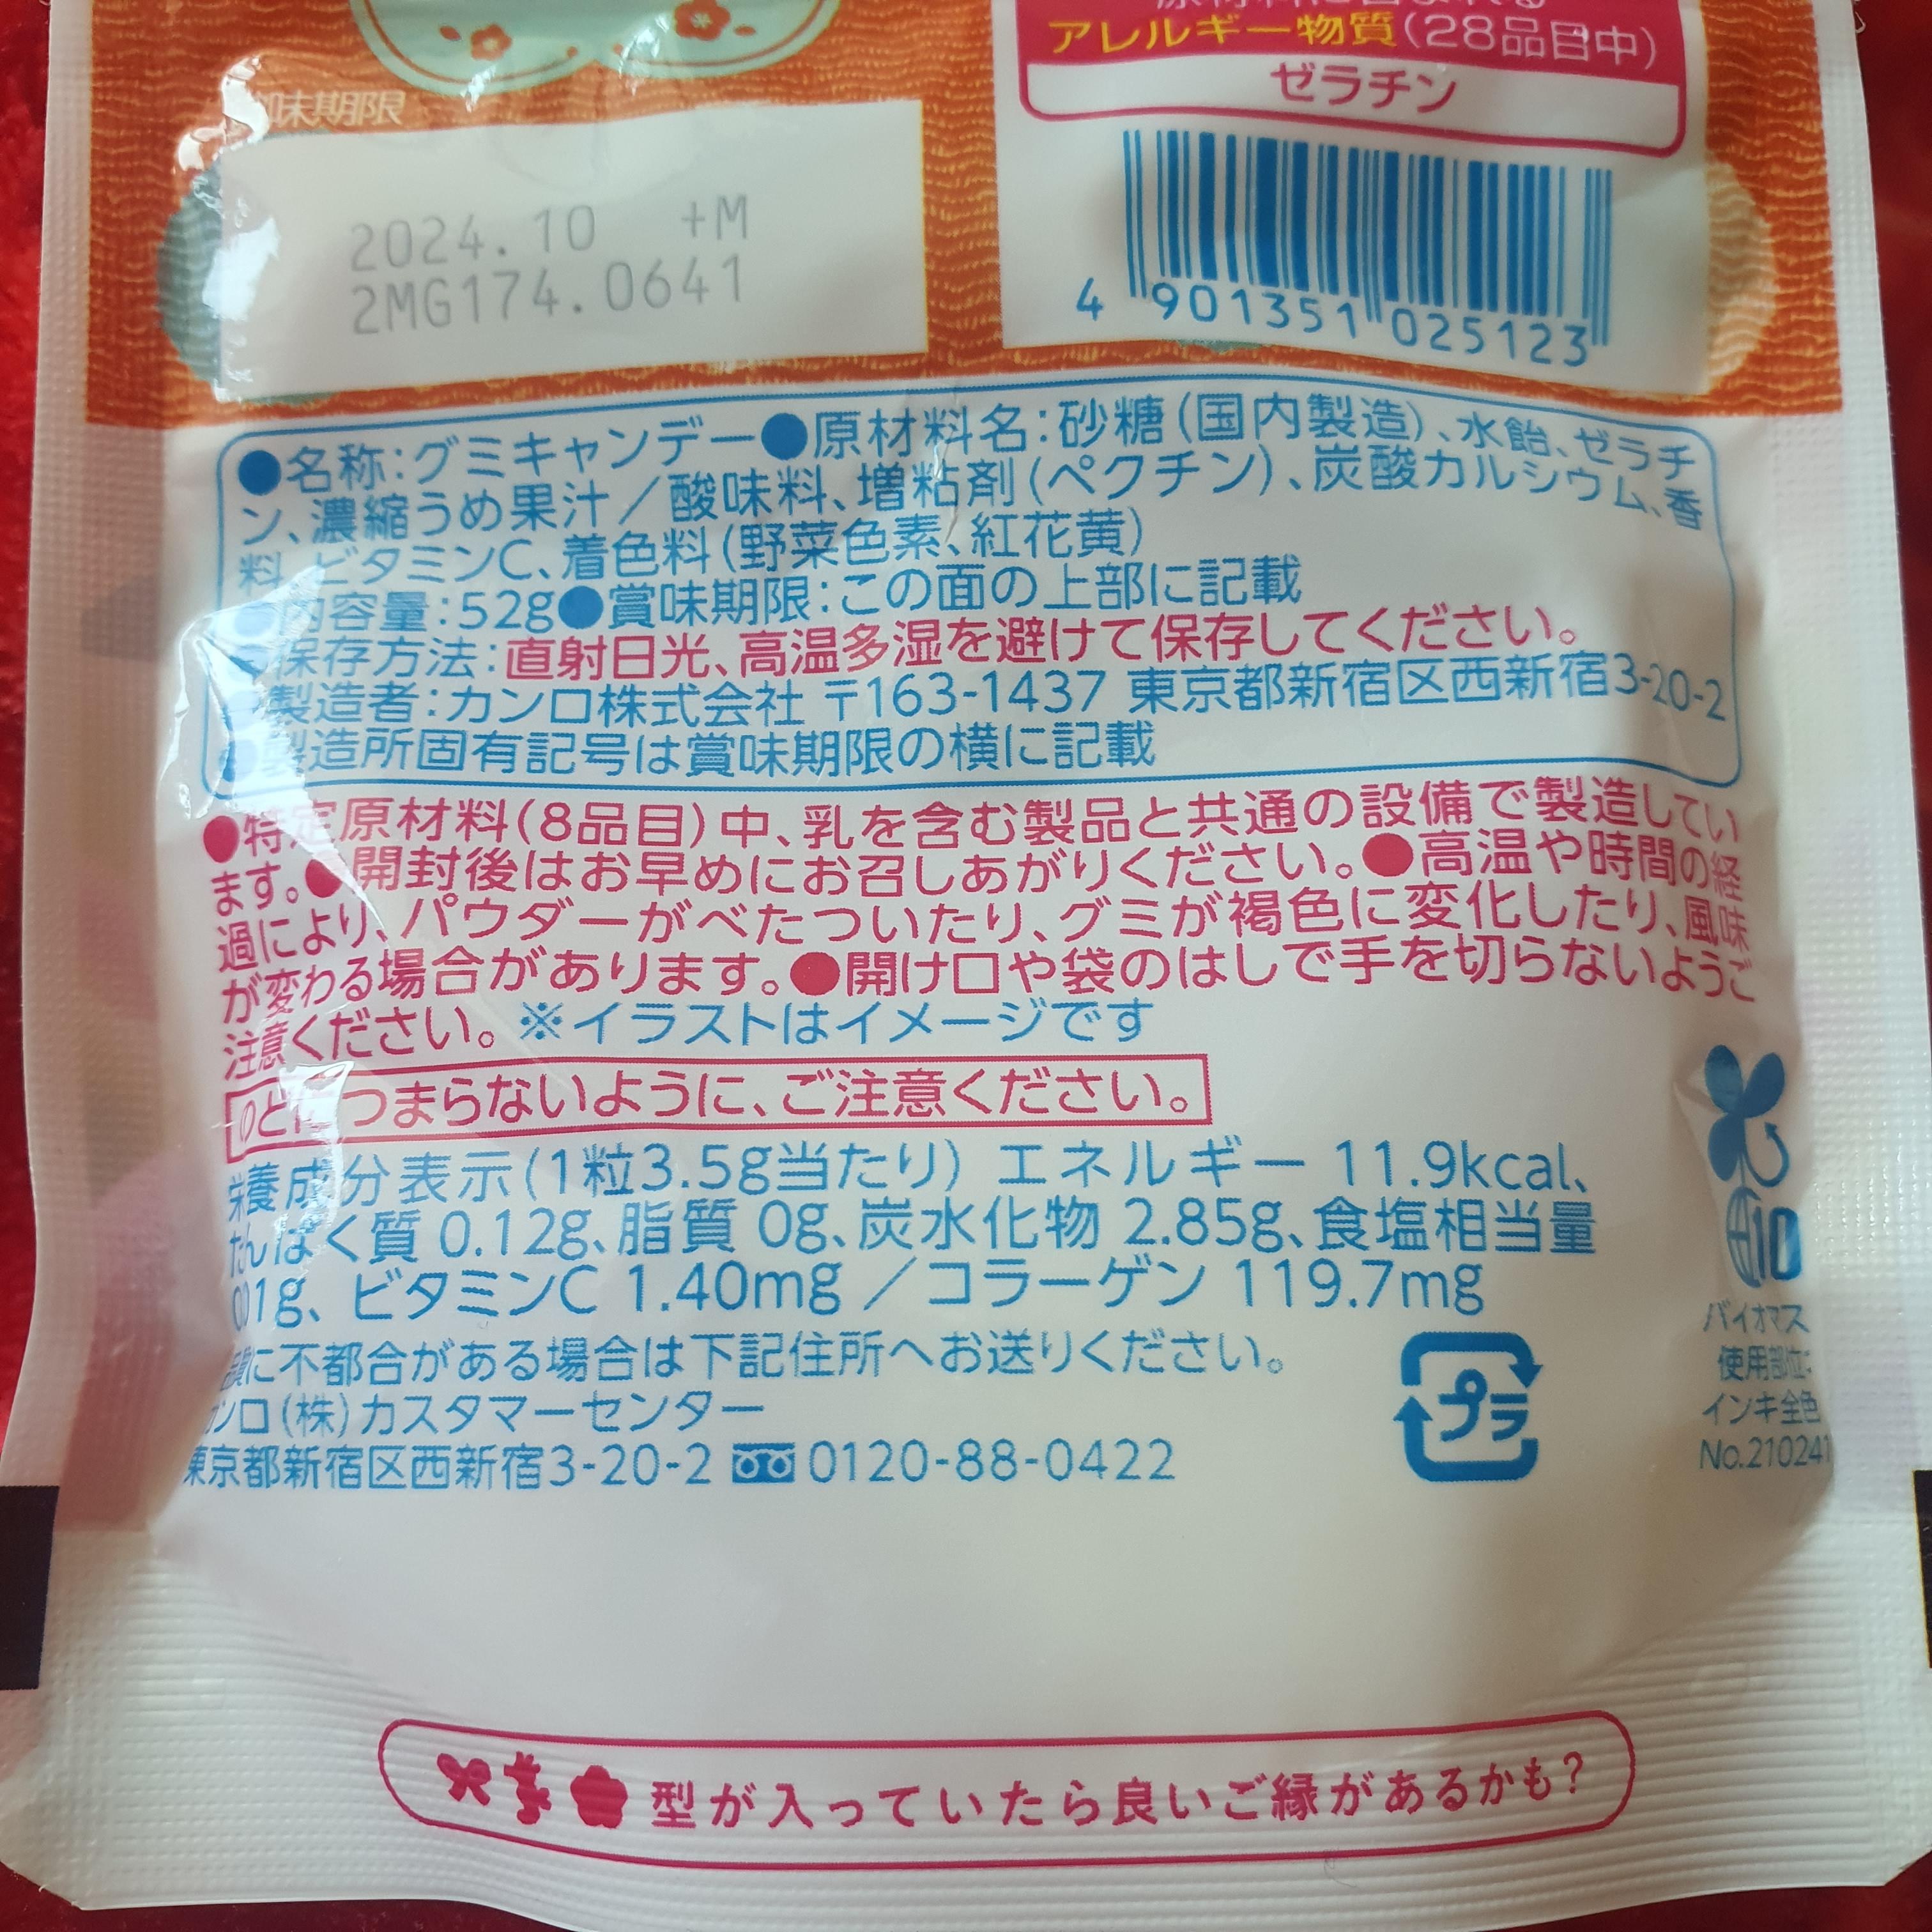 アレルギー物質(28品目中)
ゼラチン
味期限
2024.10 +M
2MG174.0641
4 901351 025123
●名称:グミキャンデー●原材料名:砂糖(国内製造)、水飴、ゼラチ
ン、濃縮うめ果汁/酸味料、増粘剤(ペクチン)、炭酸カルシウム、香
料、ビタミンC、着色料(野菜色素、紅花黄)
●内容量:52g●賞味期限:この面の上部に記載
●保存方法:直射日光、高温多湿を避けて保存してください。
●製造者:カンロ株式会社 〒163-1437 東京都新宿区西新宿3-20-2
●製造所固有記号は賞味期限の横に記載
●特定原材料(8品目)中、乳を含む製品と共通の設備で製造してい
ます。●開封後はお早めにお召しあがりください。●高温や時間の経
過により、パウダーがべたついたり、グミが褐色に変化したり、風味
が変わる場合があります。●開け口や袋のはしで手を切らないようご
注意ください。※イラストはイメージです
のどにつまらないように、ご注意ください。
栄養成分表示(1粒3.5g当たり) エネルギー 11.9kcal、
たんぱく質 0.12g、脂質 0g、炭水化物 2.85g、食塩相当量
01g、ビタミンC 1.40mg/コラーゲン 119.7mg
に不都合がある場合は下記住所へお送りください。
カンロ(株)カスタマーセンター
東京都新宿区西新宿3-20-2 0120-88-0422
プラ
10
バイオマス
使用部位:
インキ全色
No.210241
型が入っていたら良いご縁があるかも?